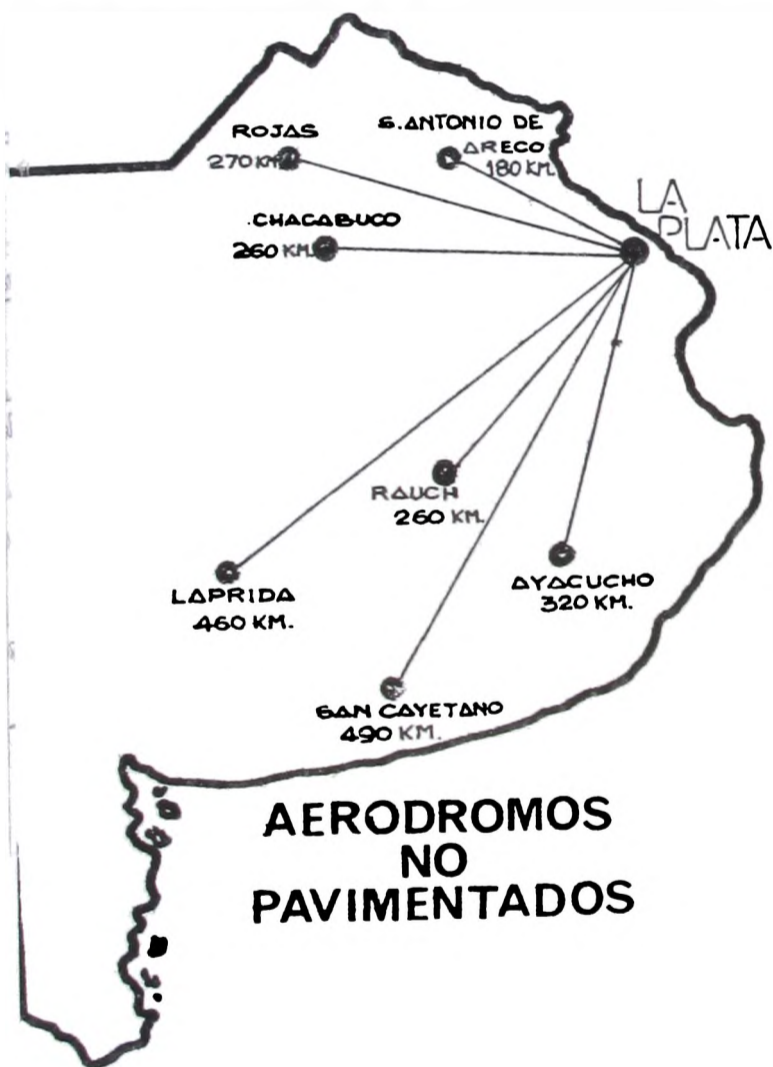 ROJAS
270 KM.
S. ANTONIO DE
ARECO
180 KM.
LA
PLATA
CHACABUCO
260 KM.
RAUCH
260 KM.
LAPRIDA
460 KM.
AYACUCHO
320 KM.
SAN CAYETANO
490 KM.
AERODROMOS
NO
PAVIMENTADOS